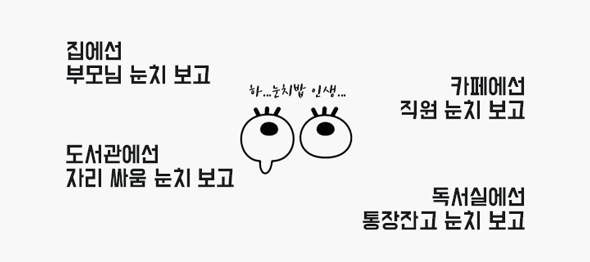 집에선
부모님 눈치 보고
하...눈치밥 인생...
카페에선
직원 눈치 보고
도서관에선
자리 싸움 눈치 보고
독서실에선
통장잔고 눈치 보고